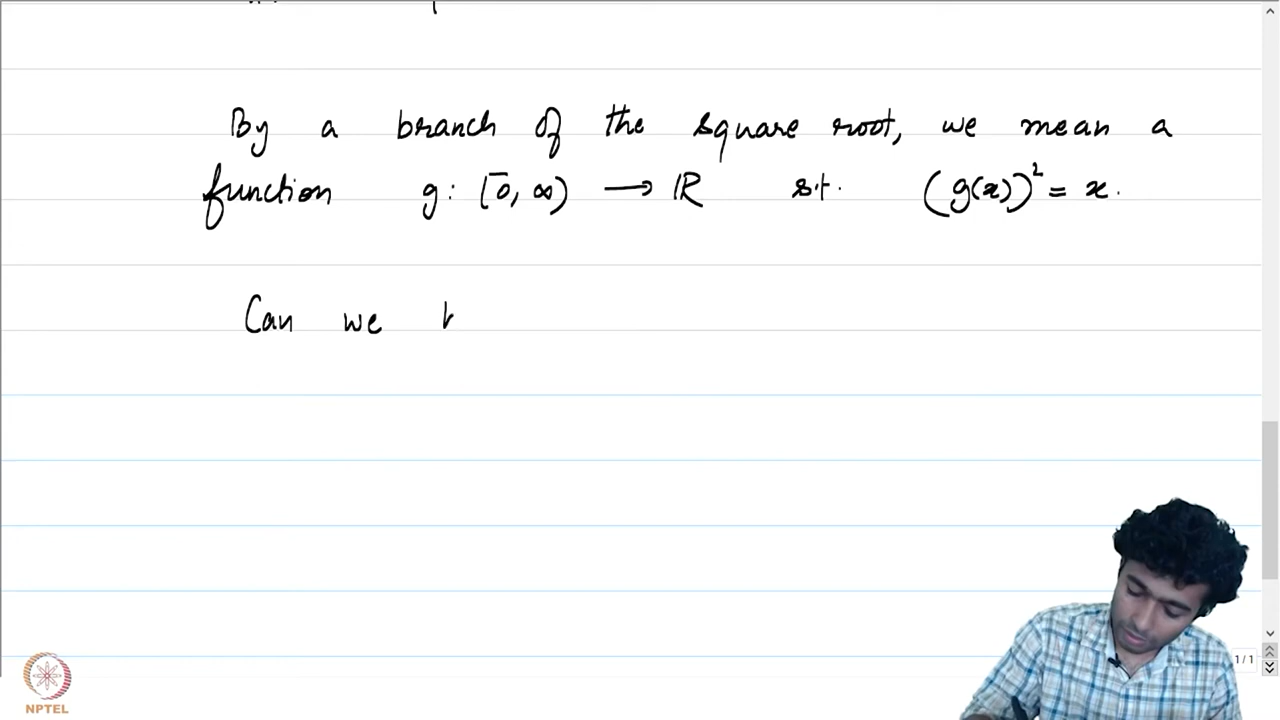 By a branch of the square root, we mean a
function g: [0, ∞) ⟶ ℝ s.t. (g(x))² = x.
Can we
1 / 1
NPTEL